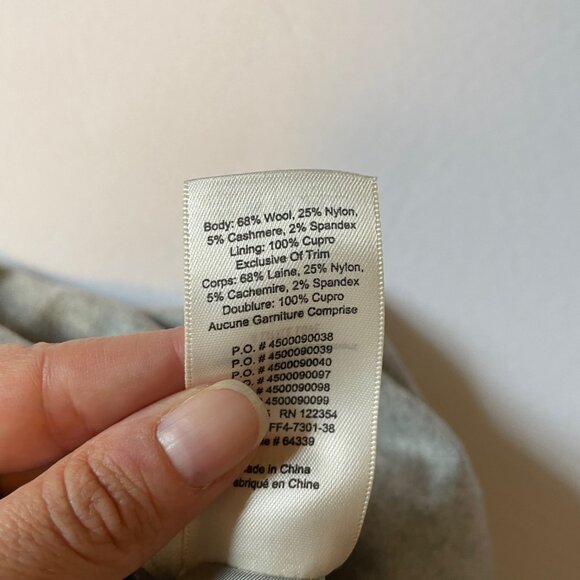 Body: 68% Wool, 25% Nylon,
5% Cashmere, 2% Spandex
Lining: 100% Cupro
Exclusive Of Trim
Corps: 68% Laine, 25% Nylon,
5% Cachemire, 2% Spandex
Doublure: 100% Cupro
Aucune Garniture Comprise
P.O. # 4500090038
P.O. # 4500090039
P.O. # 4500090040
P.O. # 4500090097
# 4500090098
4500090099
RN 122354
FF4-7301-38
# 64339
in China
en Chine